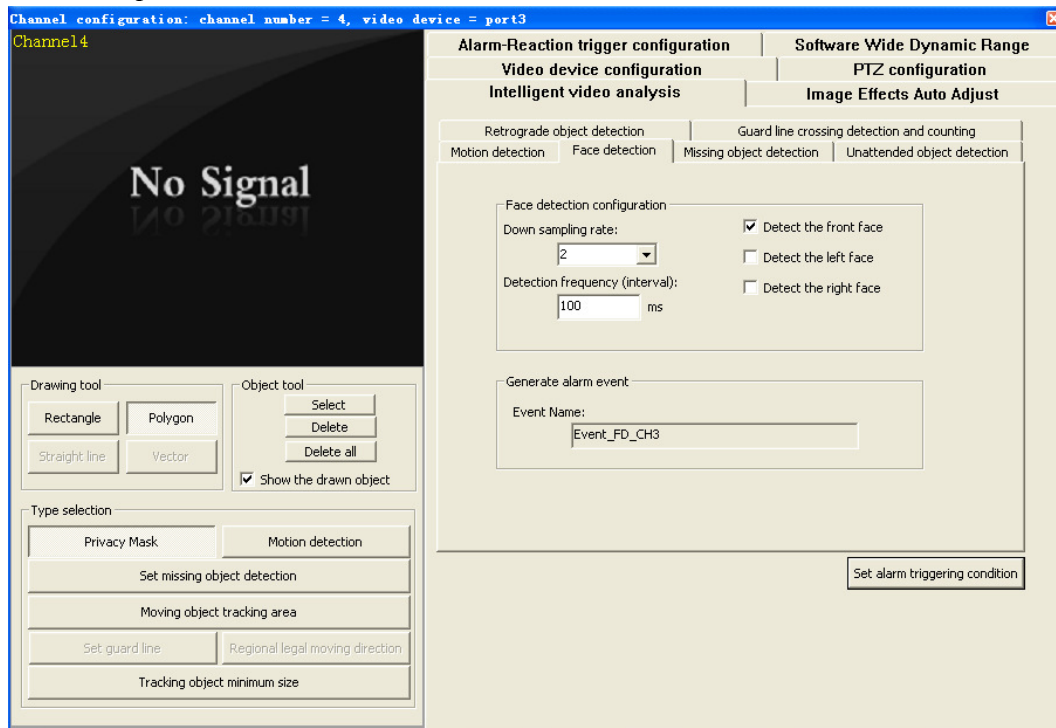 Channel configuration: channel number = 4, video device = port3
Channel4
No Signal
Alarm-Reaction trigger configuration
Software Wide Dynamic Range
Video device configuration
PTZ configuration
Intelligent video analysis
Image Effects Auto Adjust
Retrograde object detection
Guard line crossing detection and counting
Motion detection
Face detection
Missing object detection
Unattended object detection
Face detection configuration
Down sampling rate:
2
Detect the front face
Detect the left face
Detection frequency (interval):
100 ms
Detect the right face
Generate alarm event
Event Name:
Event_FD_CH3
Set alarm triggering condition
Drawing tool
Rectangle
Polygon
Straight line
Vector
Object tool
Select
Delete
Delete all
Show the drawn object
Type selection
Privacy Mask
Motion detection
Set missing object detection
Moving object tracking area
Set guard line
Regional legal moving direction
Tracking object minimum size